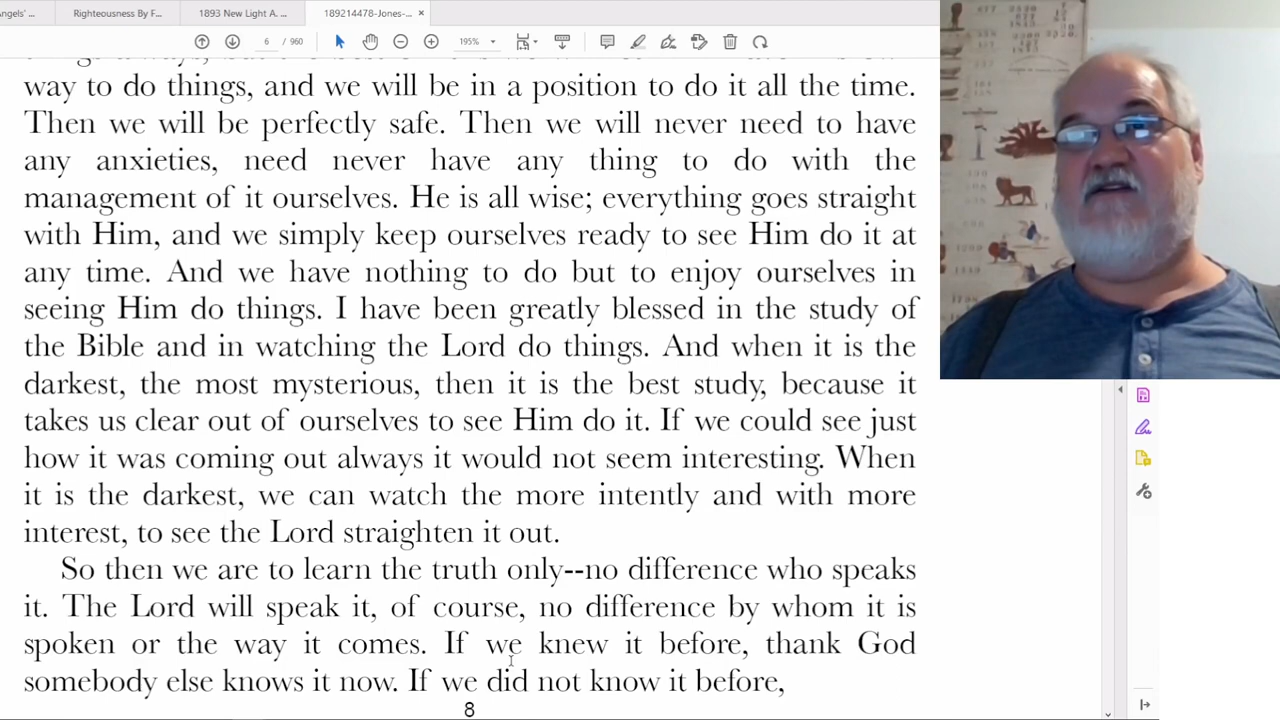 Angels' ...
Righteousness By F...
1893 New Light A. ...
189214478-Jones-... ×
6 / 960
195%
way to do things, and we will be in a position to do it all the time.
Then we will be perfectly safe. Then we will never need to have
any anxieties, need never have any thing to do with the
management of it ourselves. He is all wise; everything goes straight
with Him, and we simply keep ourselves ready to see Him do it at
any time. And we have nothing to do but to enjoy ourselves in
seeing Him do things. I have been greatly blessed in the study of
the Bible and in watching the Lord do things. And when it is the
darkest, the most mysterious, then it is the best study, because it
takes us clear out of ourselves to see Him do it. If we could see just
how it was coming out always it would not seem interesting. When
it is the darkest, we can watch the more intently and with more
interest, to see the Lord straighten it out.
So then we are to learn the truth only--no difference who speaks
it. The Lord will speak it, of course, no difference by whom it is
spoken or the way it comes. If we knew it before, thank God
somebody else knows it now. If we did not know it before,
8